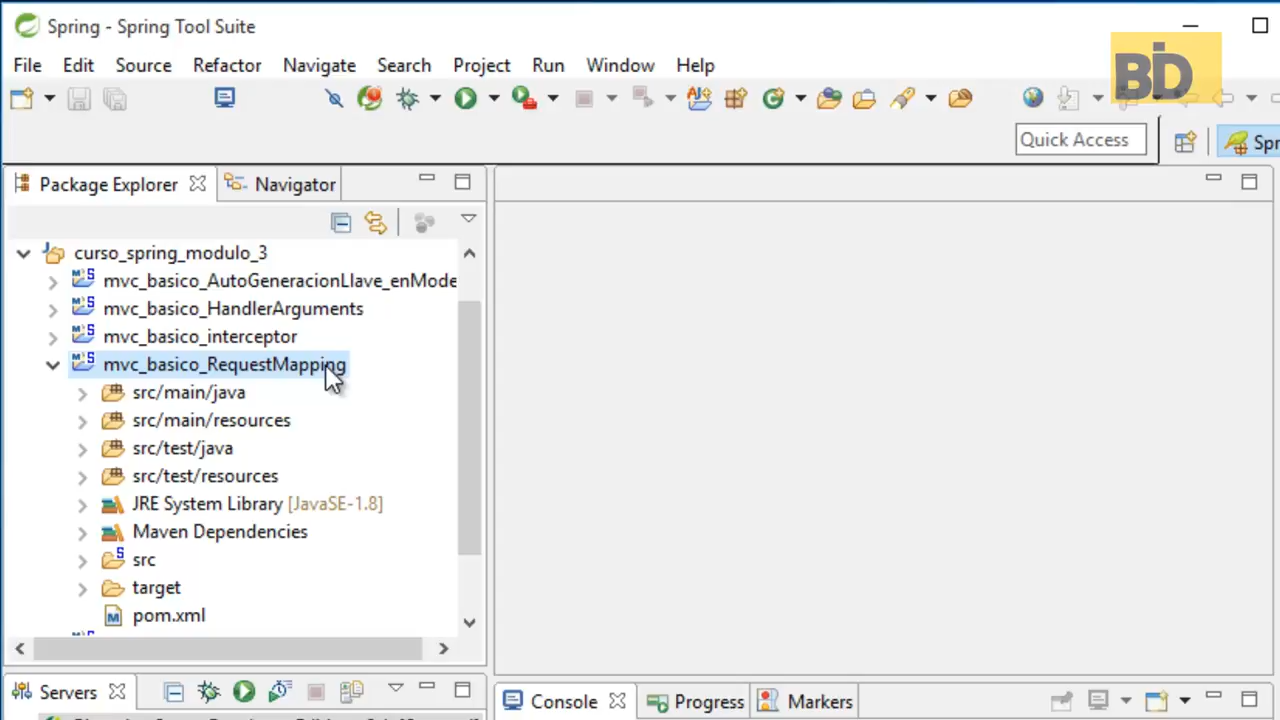 Spring - Spring Tool Suite
File Edit Source Refactor Navigate Search Project Run Window Help
BD
Quick Access
Spr
Package Explorer Navigator
curso_spring_modulo_3
mvc_basico_AutoGeneracionLlave_enMode
mvc_basico_HandlerArguments
mvc_basico_interceptor
mvc_basico_RequestMapping
src/main/java
src/main/resources
src/test/java
src/test/resources
JRE System Library [JavaSE-1.8]
Maven Dependencies
src
target
pom.xml
Servers
Console Progress Markers